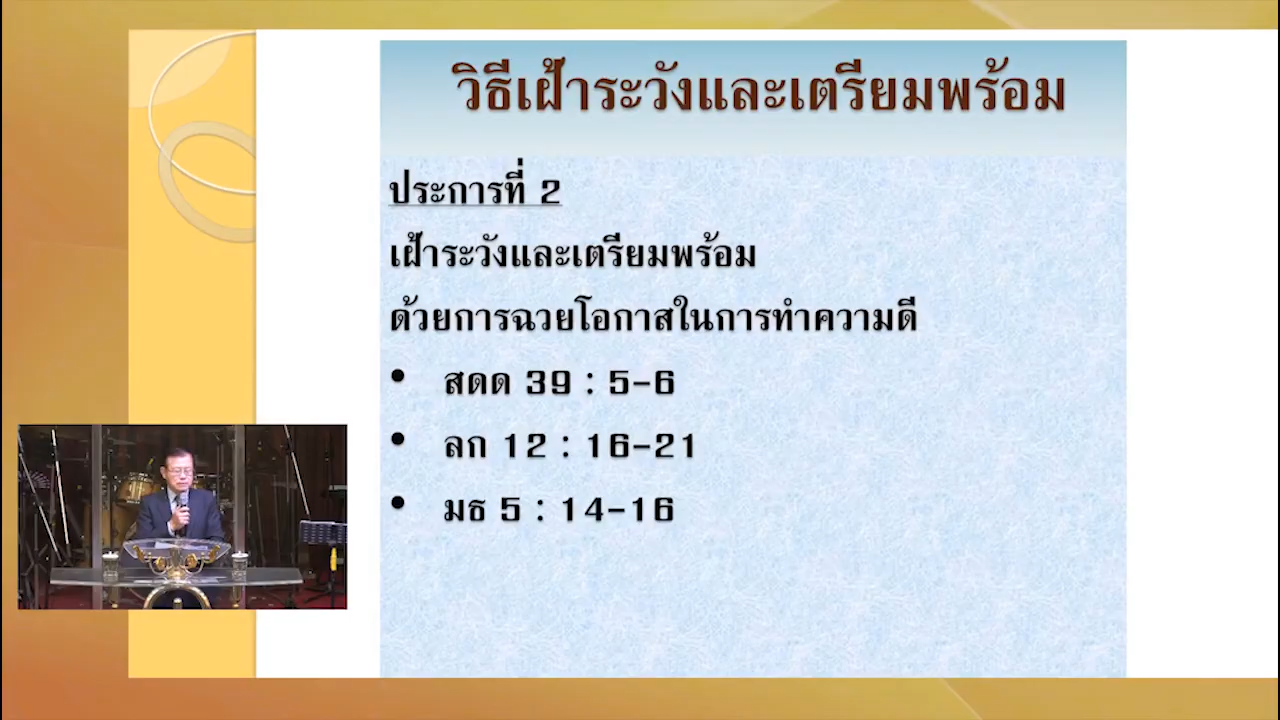 วิธีเฝ้าระวังและเตรียมพร้อม
ประการที่ 2
เฝ้าระวังและเตรียมพร้อม
ด้วยการฉวยโอกาสในการทำความดี
• สดด 39 : 5-6
• ลก 12 : 16-21
• มธ 5 : 14-16